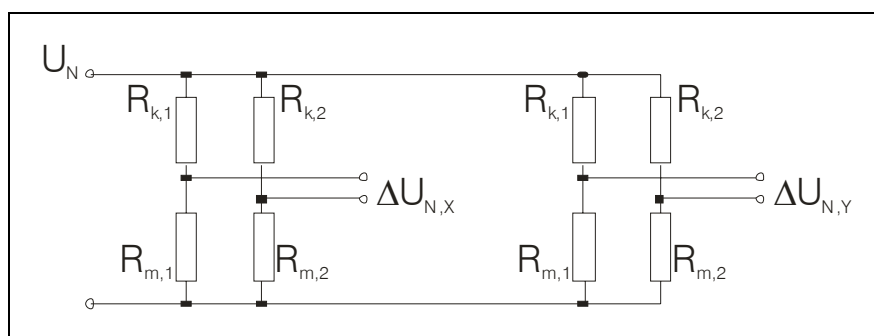 U_N
R_k,1 R_k,2 R_k,1 R_k,2
ΔU_N,X ΔU_N,Y
R_m,1 R_m,2 R_m,1 R_m,2